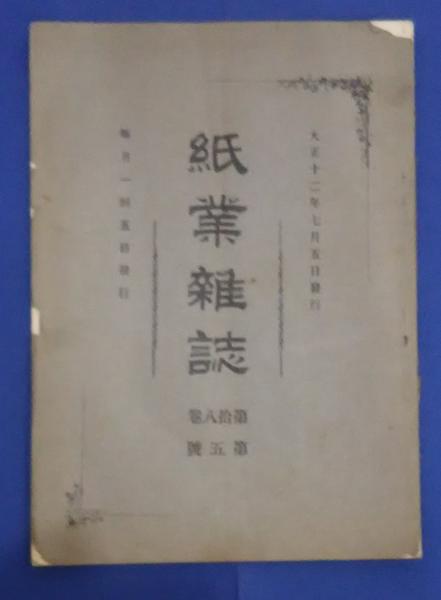 大正十二年七月五日發行
紙業雜誌
第拾八卷
第五號
每月一回五日發行